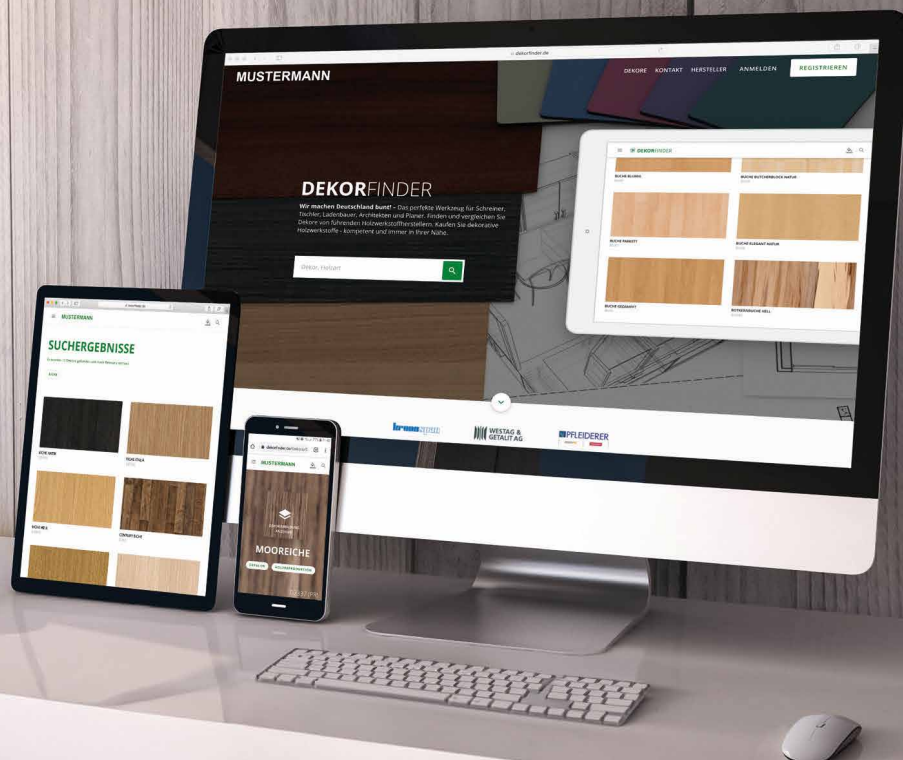 dekorfinder.de
MUSTERMANN
DEKORE KONTAKT HERSTELLER ANMELDEN REGISTRIEREN
DEKORFINDER
Wir machen Deutschland bunt! – Das perfekte Werkzeug für Schreiner,
Tischler, Ladenbauer, Architekten und Planer. Finden und vergleichen Sie
Dekore von führenden Holzwerkstoffherstellern. Kaufen Sie dekorative
Holzwerkstoffe - kompetent und immer in Ihrer Nähe.
Dekor, Holzart
DEKORFINDER
BUCHE BUTCHERBLOCK NATUR
BUCHE PARKETT
BUCHE ELEGANT NATUR
BUCHE GEDÄMPFT
ROTKERNBUCHE HELL
kronospan
WESTAG &
GETALIT AG
PFLEIDERER
MUSTERMANN
SUCHERGEBNISSE
MUSTERMANN
MOOREICHE